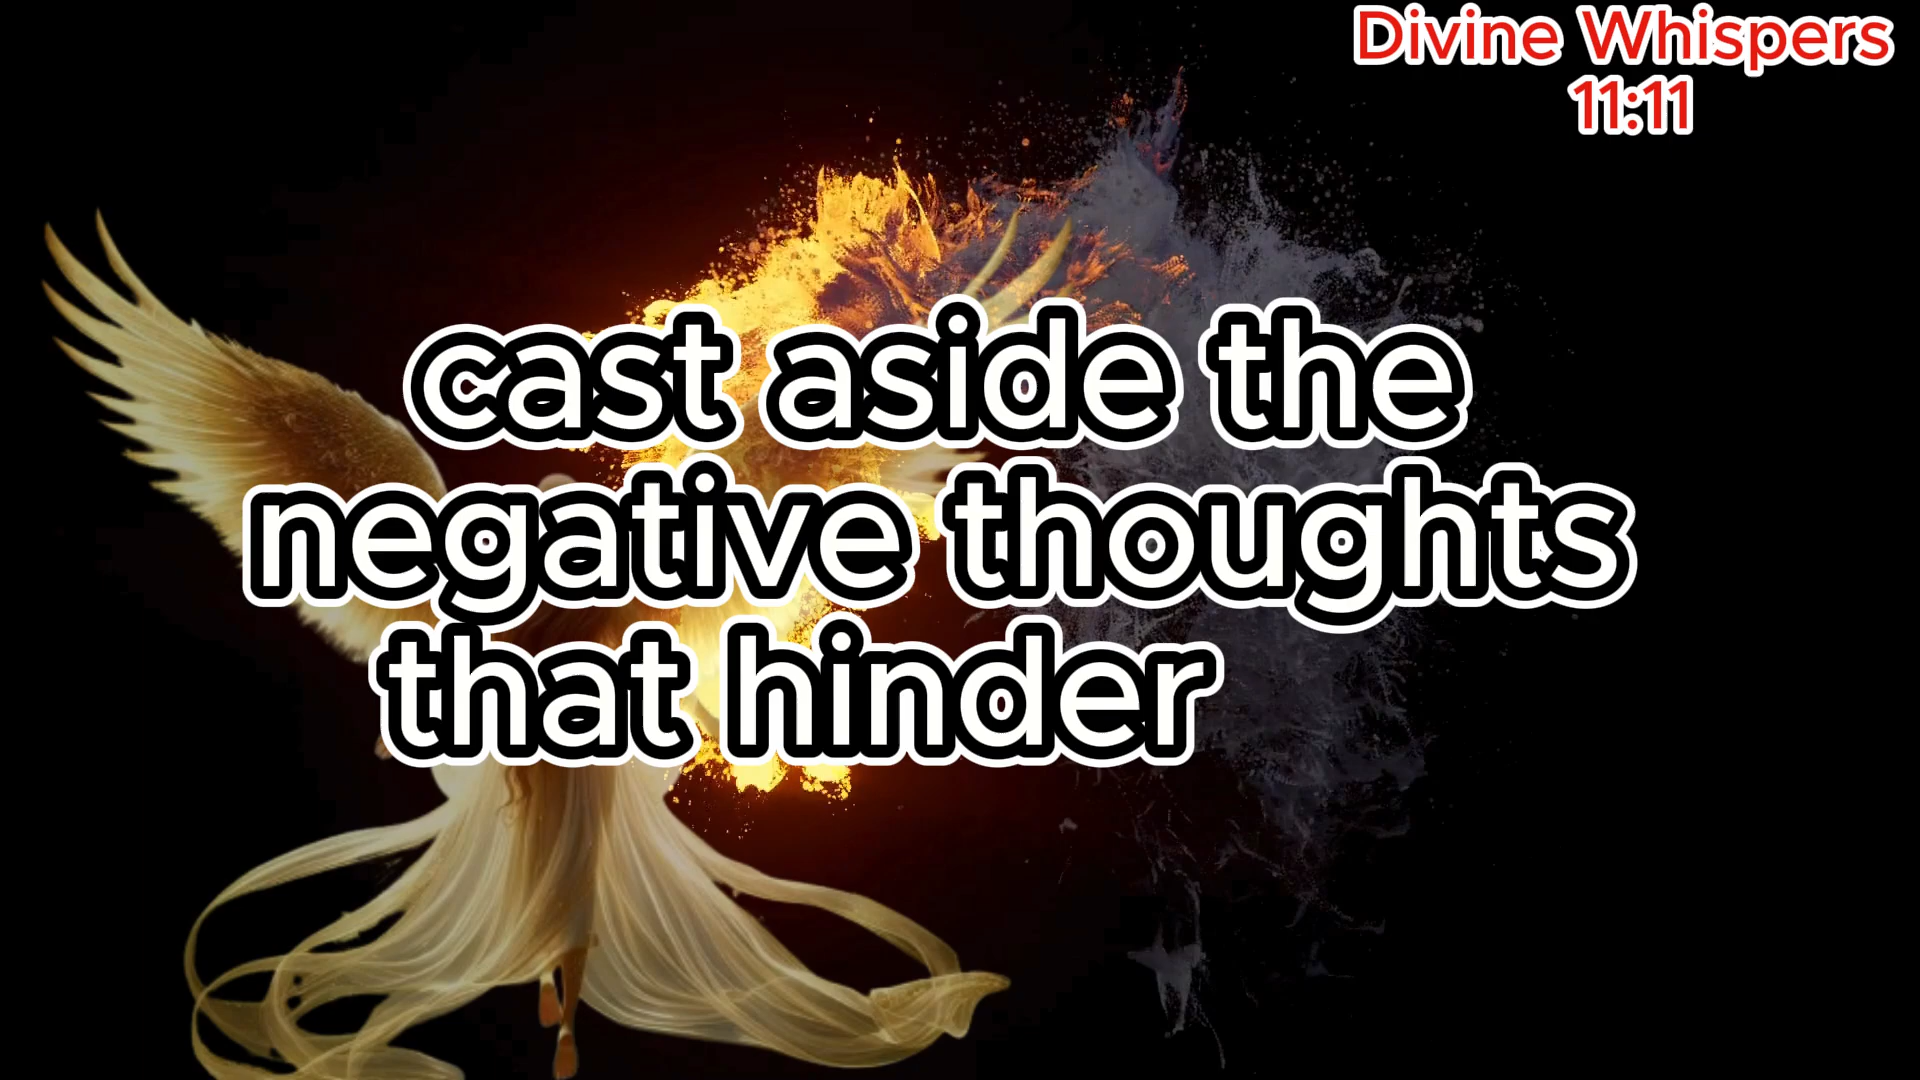 Divine Whispers
11:11
cast aside the
negative thoughts
that hinder